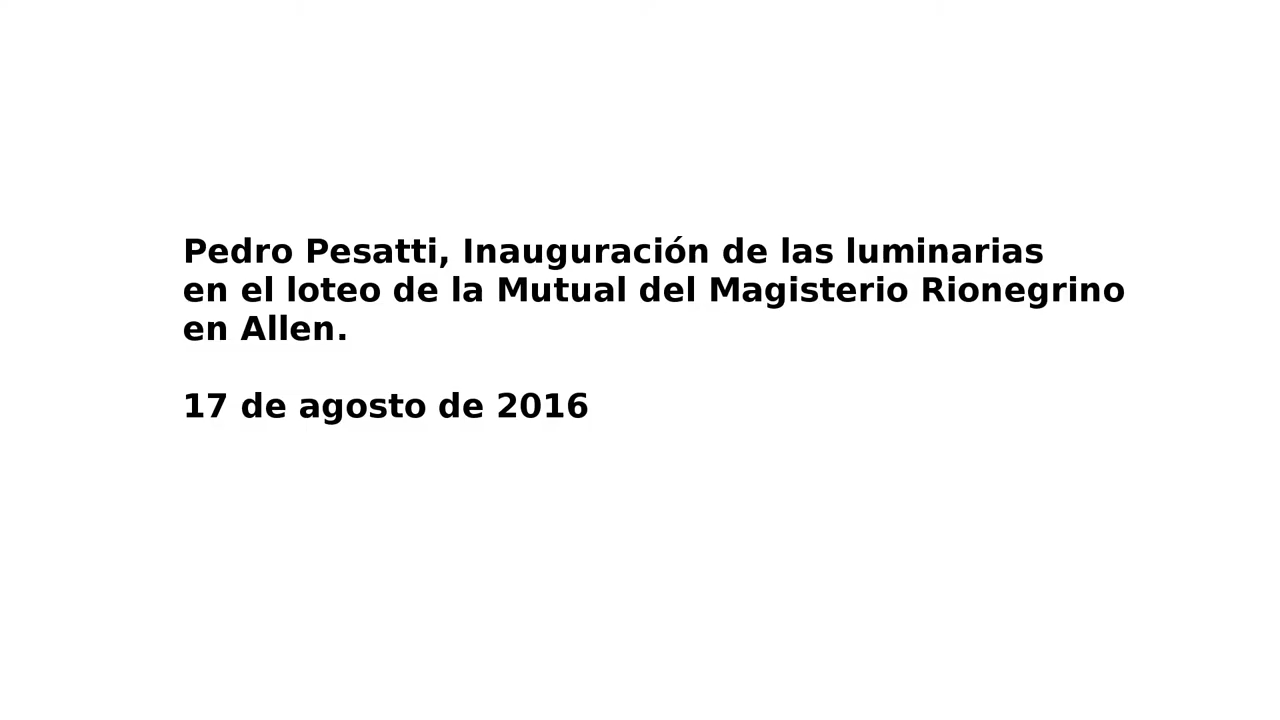 Pedro Pesatti, Inauguración de las luminarias
en el loteo de la Mutual del Magisterio Rionegrino
en Allen.
17 de agosto de 2016